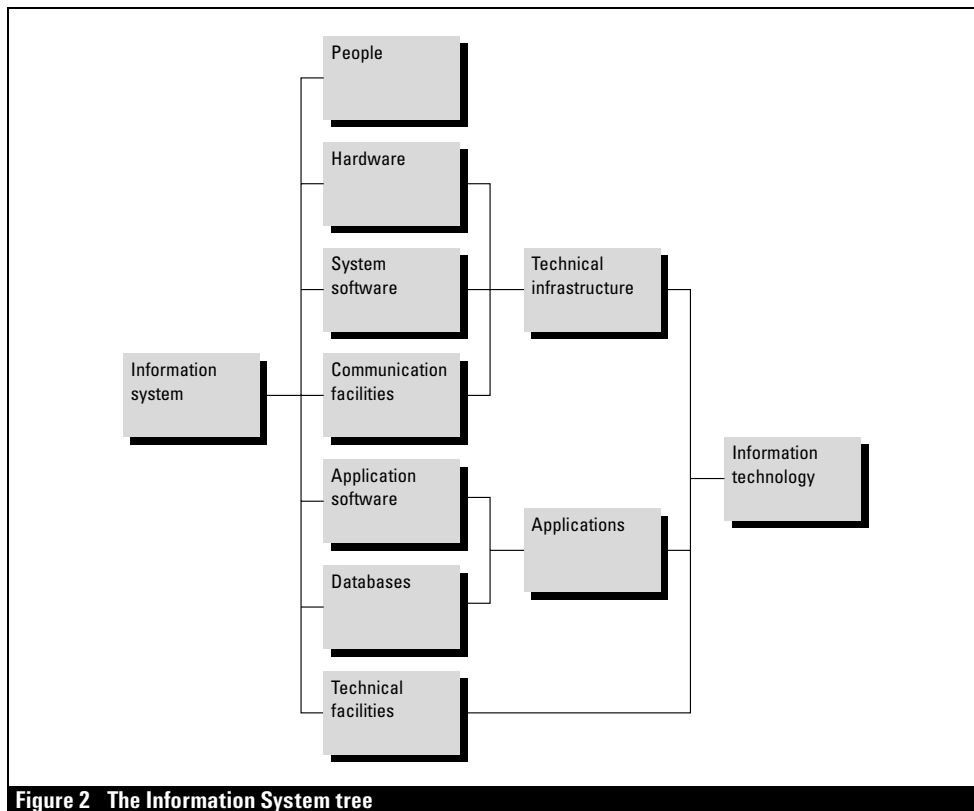 People
Hardware
System
software
Technical
infrastructure
Information
system
Communication
facilities
Information
technology
Application
software
Applications
Databases
Technical
facilities
Figure 2 The Information System tree